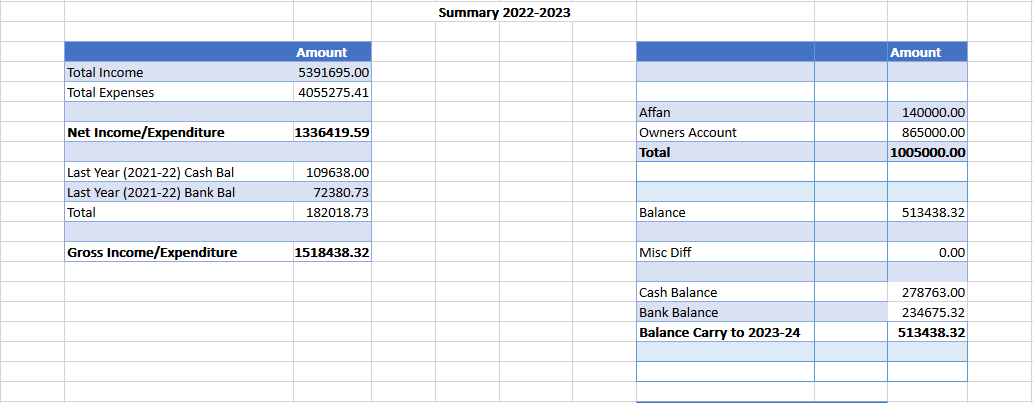 Summary 2022-2023
Amount
Total Income 5391695.00
Total Expenses 4055275.41
Net Income/Expenditure 1336419.59
Last Year (2021-22) Cash Bal 109638.00
Last Year (2021-22) Bank Bal 72380.73
Total 182018.73
Gross Income/Expenditure 1518438.32
Amount
Affan 140000.00
Owners Account 865000.00
Total 1005000.00
Balance 513438.32
Misc Diff 0.00
Cash Balance 278763.00
Bank Balance 234675.32
Balance Carry to 2023-24 513438.32